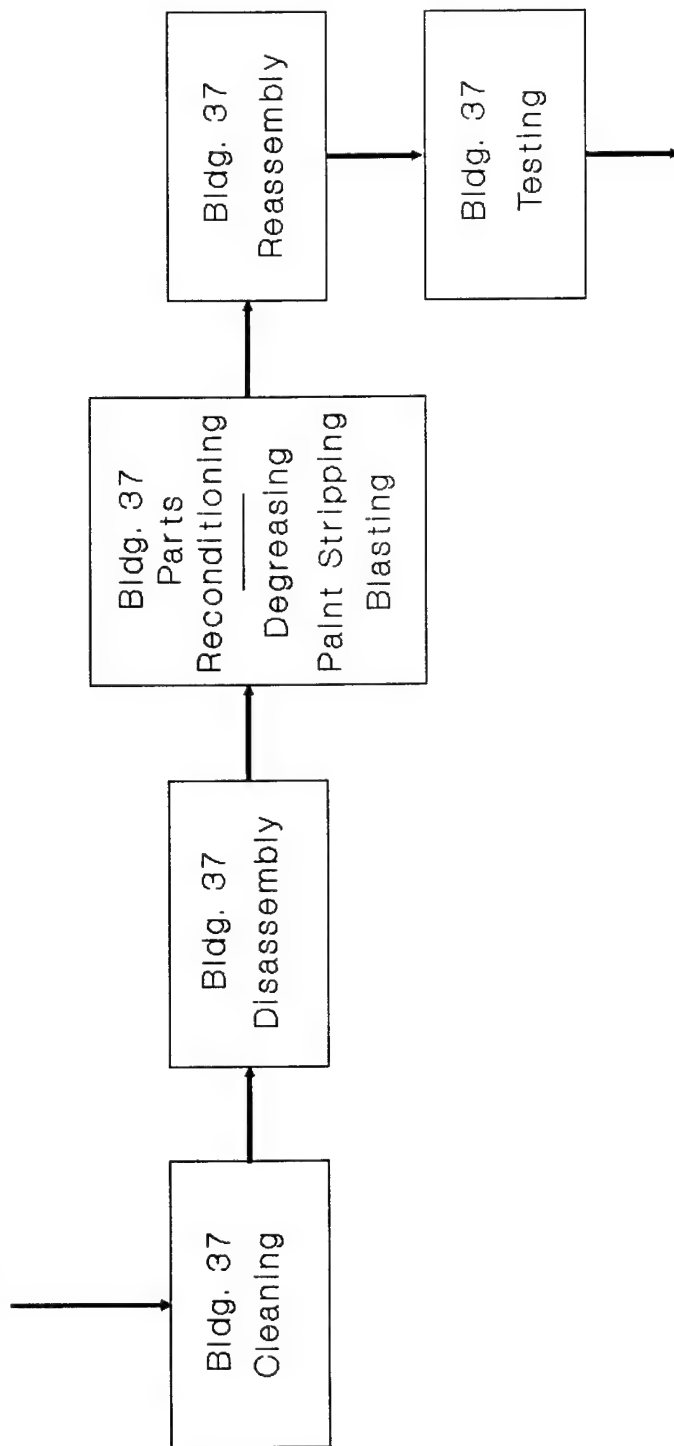 Bldg. 37
Cleaning
Bldg. 37
Disassembly
Bldg. 37
Parts
Reconditioning
Degreasing
Paint Stripping
Blasting
Bldg. 37
Reassembly
Bldg. 37
Testing